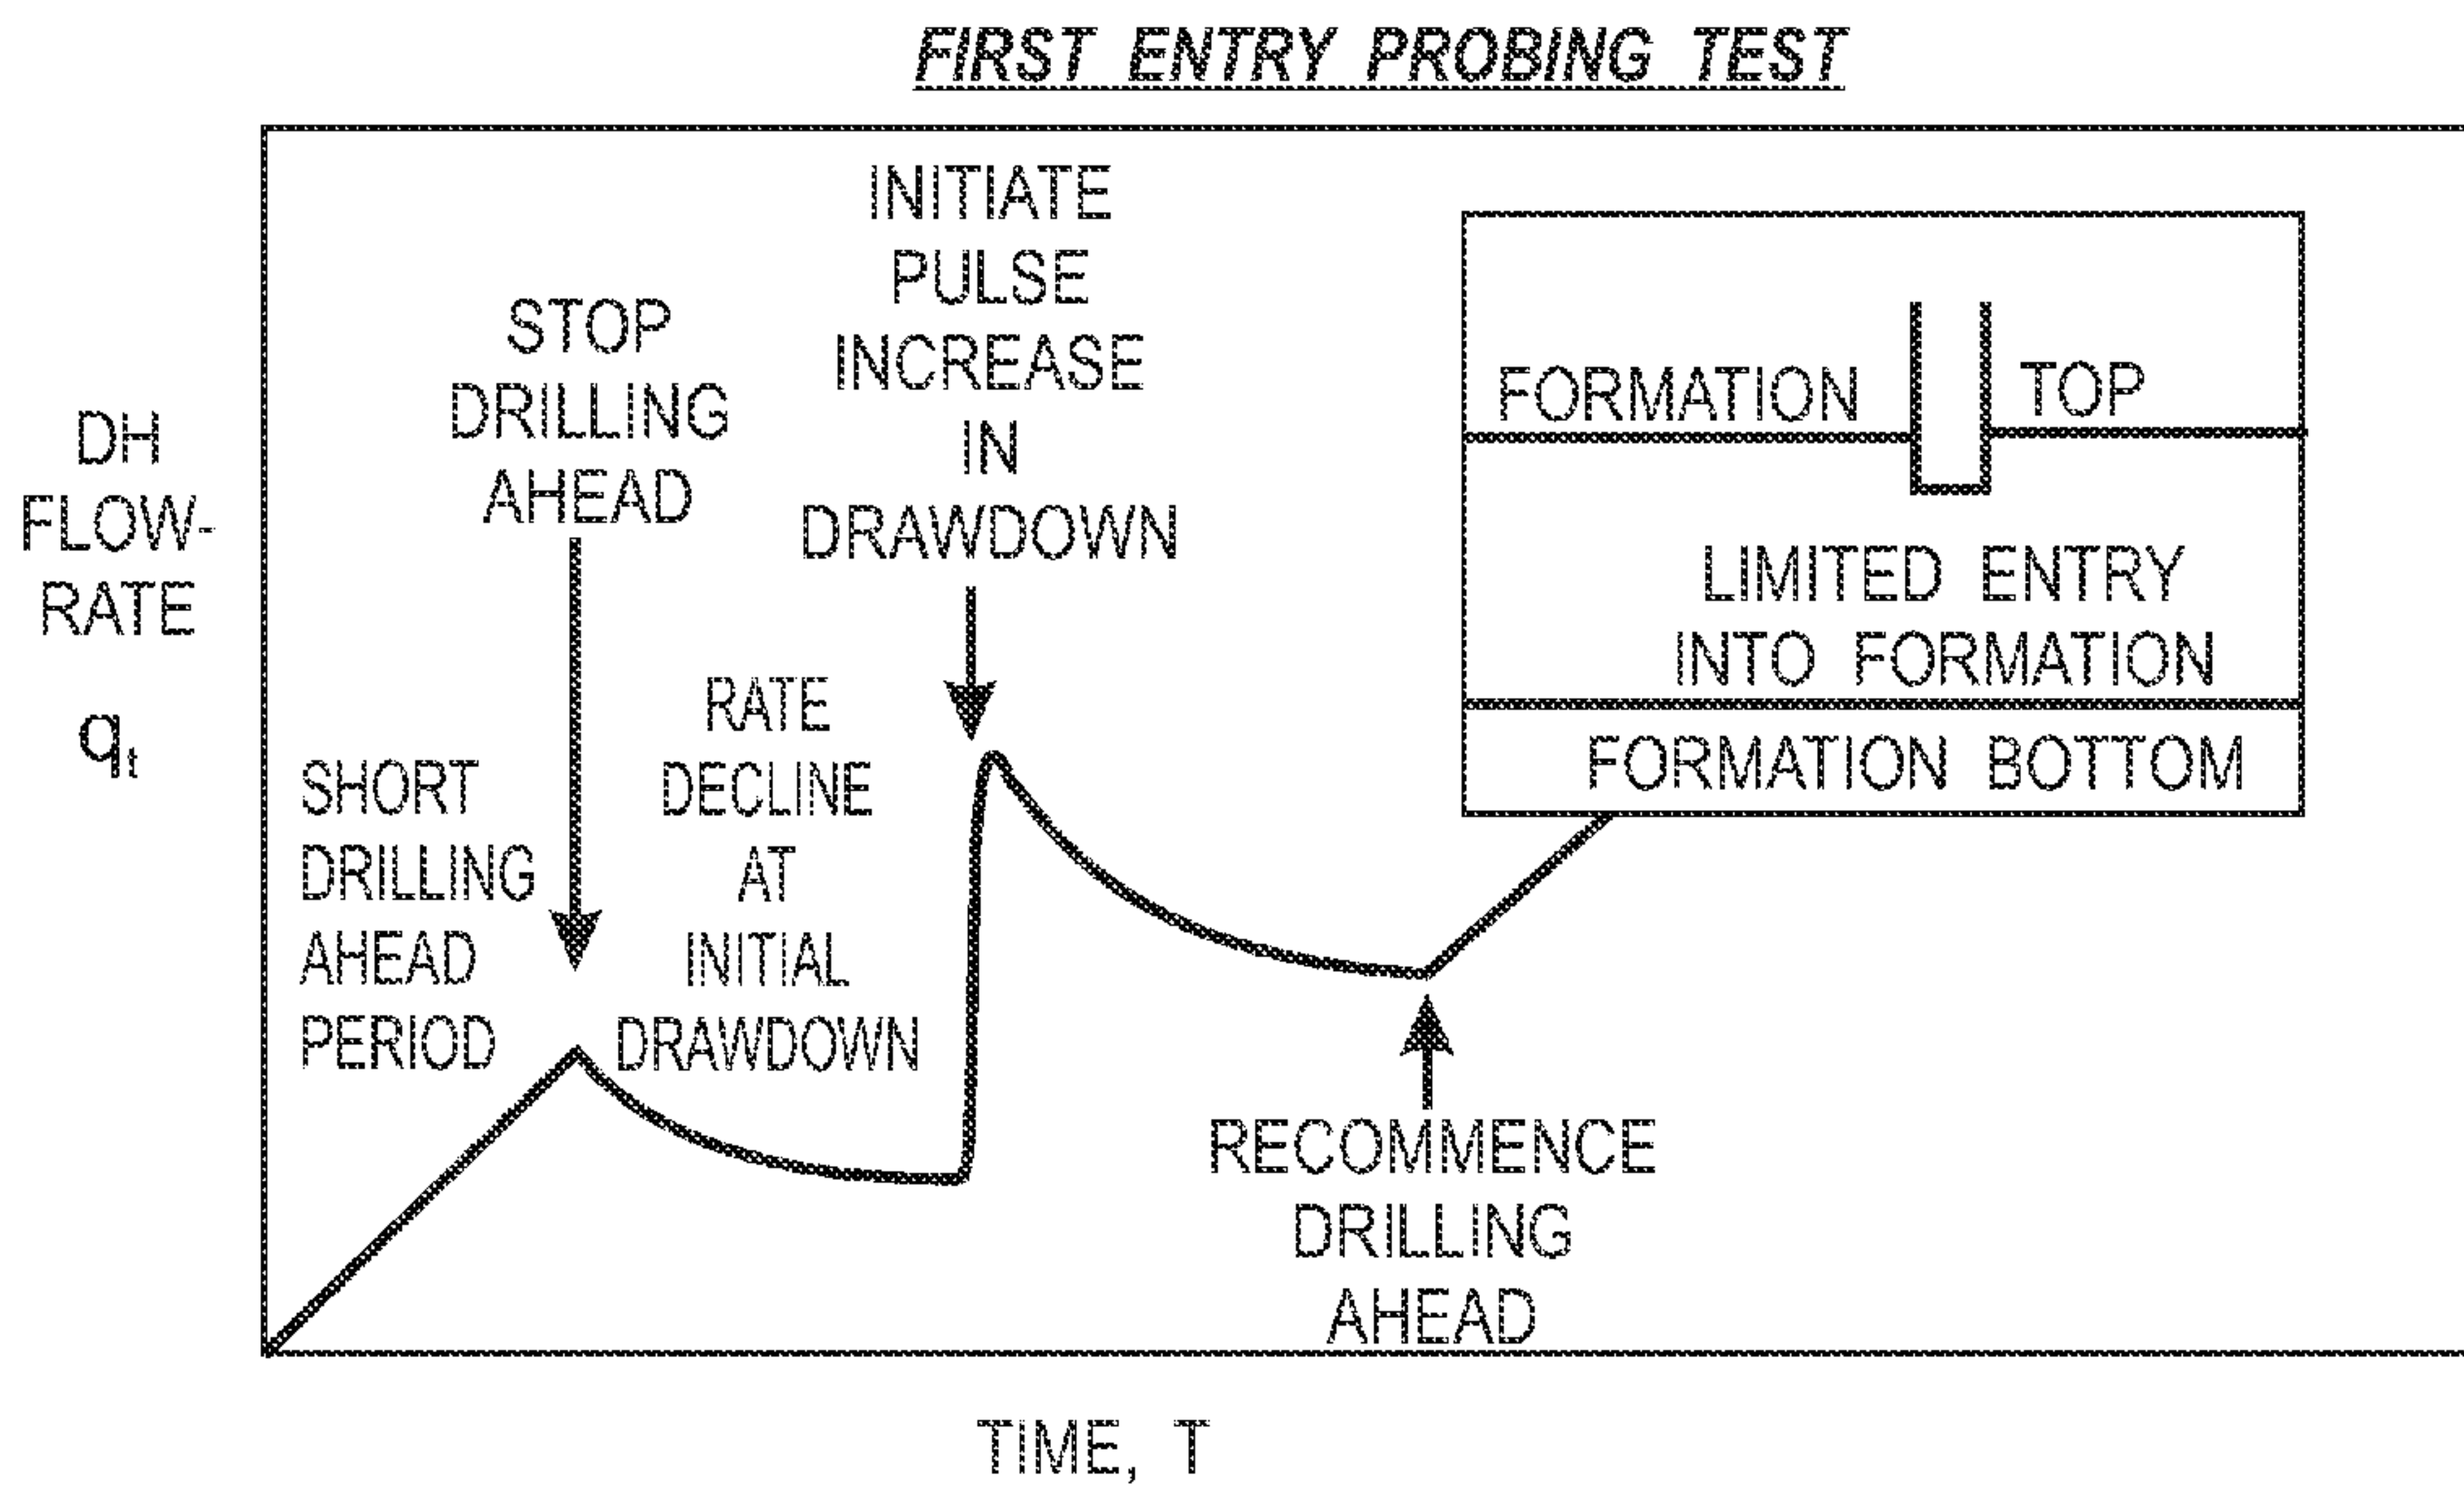 FIRST ENTRY PROBING TEST
DH
FLOW-
RATE
qt
SHORT
DRILLING
AHEAD
PERIOD
STOP
DRILLING
AHEAD
RATE
DECLINE
AT
INITIAL
DRAWDOWN
INITIATE
PULSE
INCREASE
IN
DRAWDOWN
FORMATION TOP
LIMITED ENTRY
INTO FORMATION
FORMATION BOTTOM
RECOMMENCE
DRILLING
AHEAD
TIME, T